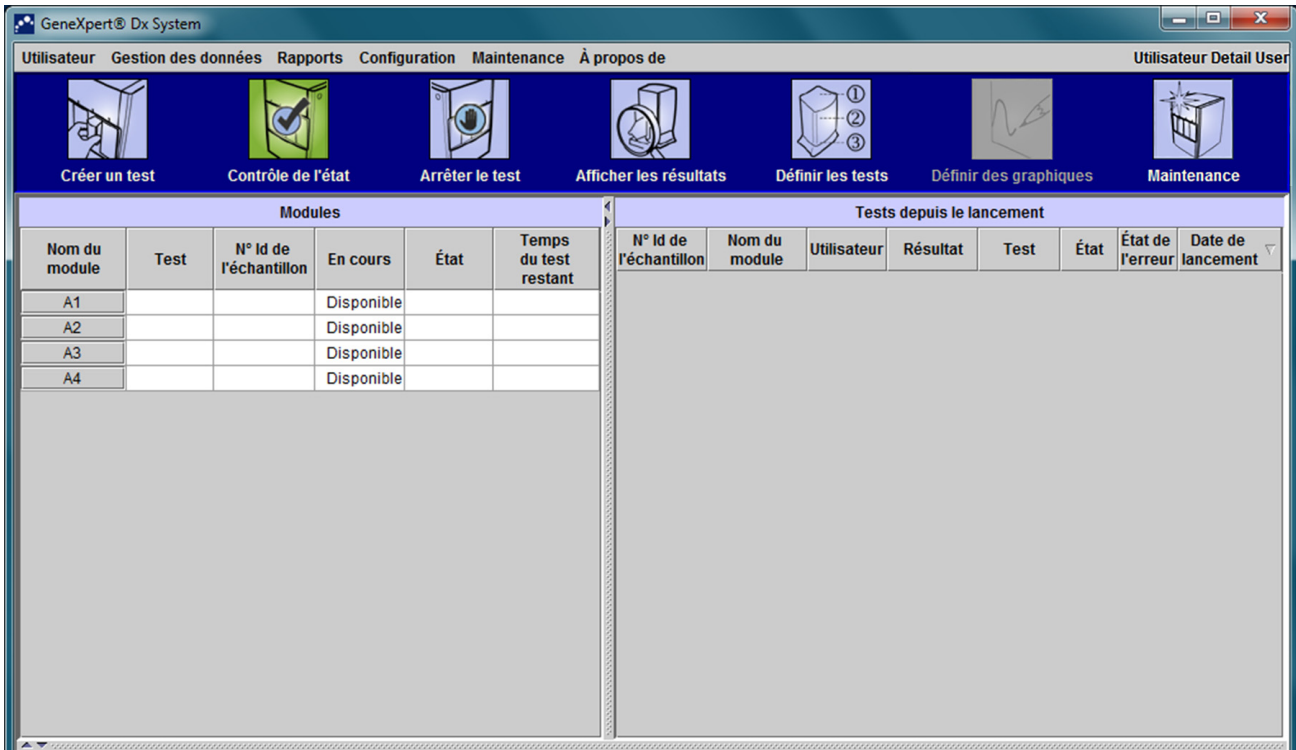 GeneXpert® Dx System
Utilisateur Gestion des données Rapports Configuration Maintenance À propos de Utilisateur Detail User
① 
②
③
Créer un test Contrôle de l'état Arrêter le test Afficher les résultats Définir les tests Définir des graphiques Maintenance
Modules
Nom du module Test N° Id de l'échantillon En cours État Temps du test restant
A1 Disponible
A2 Disponible
A3 Disponible
A4 Disponible
Tests depuis le lancement
N° Id de l'échantillon Nom du module Utilisateur Résultat Test État État de l'erreur Date de lancement